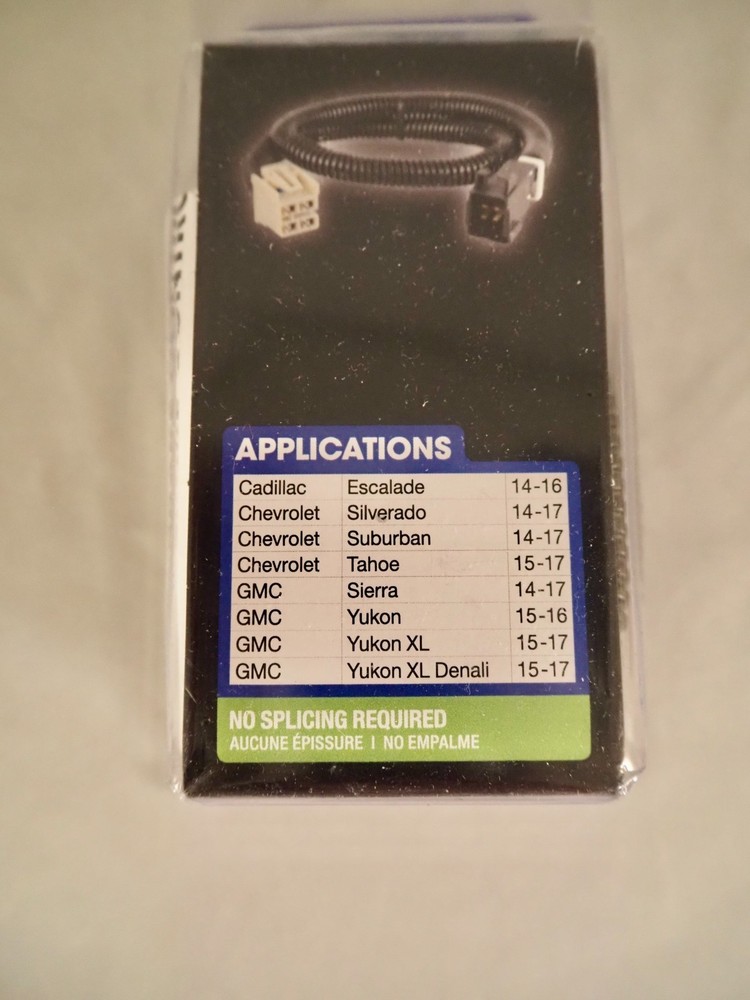 APPLICATIONS
Cadillac Escalade 14-16
Chevrolet Silverado 14-17
Chevrolet Suburban 14-17
Chevrolet Tahoe 15-17
GMC Sierra 14-17
GMC Yukon 15-16
GMC Yukon XL 15-17
GMC Yukon XL Denali 15-17
NO SPLICING REQUIRED
AUCUNE ÉPISSURE | NO EMPALME